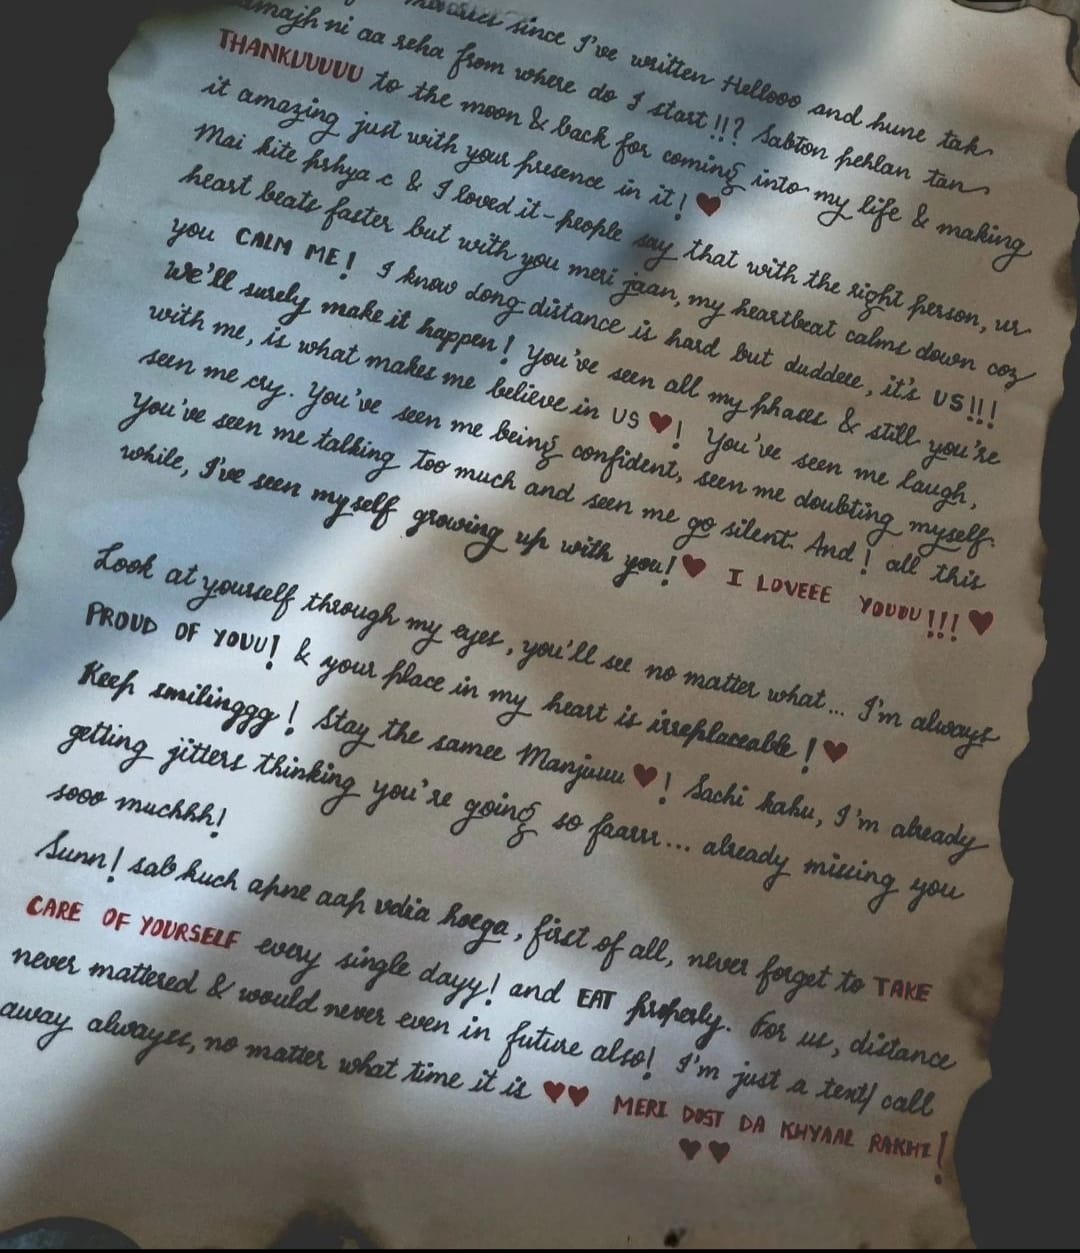 since I've written Hellooo and hune tak
samajh ni aa reha from where do I start!!? Sabton pehlan tan
THANKUUUUU to the moon & back for coming into my life & making
it amazing just with your presence in it! ♥
Mai kite prhya c & I loved it - people say that with the right person, ur
heart beats faster but with you meri jaan, my heartbeat calms down coz
you CALM ME! I know Long-distance is hard but duddeee, it's US!!!
We'll surely make it happen! You've seen all my phases & still you're
with me, is what makes me believe in US ♥! You've seen me laugh,
seen me cry. You've seen me being confident, seen me doubting myself.
You've seen me talking too much and seen me go silent. And! all this
while, I've seen myself growing up with you! ♥ I LOVEEE YOUUU!!! ♥
Look at yourself through my eyes, you'll see no matter what... I'm always
PROUD OF YOUU! & your place in my heart is irreplaceable! ♥
Keep smilinggg! Stay the samee Manjuuu ♥! Sachi kahu, I'm already
getting jitters thinking you're going so faarrr... already missing you
sooo muchhh!
Sunn! sab kuch apne aap vdia hoega, first of all, never forget to TAKE
CARE OF YOURSELF every single dayy! and EAT properly. For us, distance
never mattered & would never even in future also! I'm just a text/call
away alwayss, no matter what time it is ♥♥ MERI DOST DA KHYAAL RAKHI!
♥♥